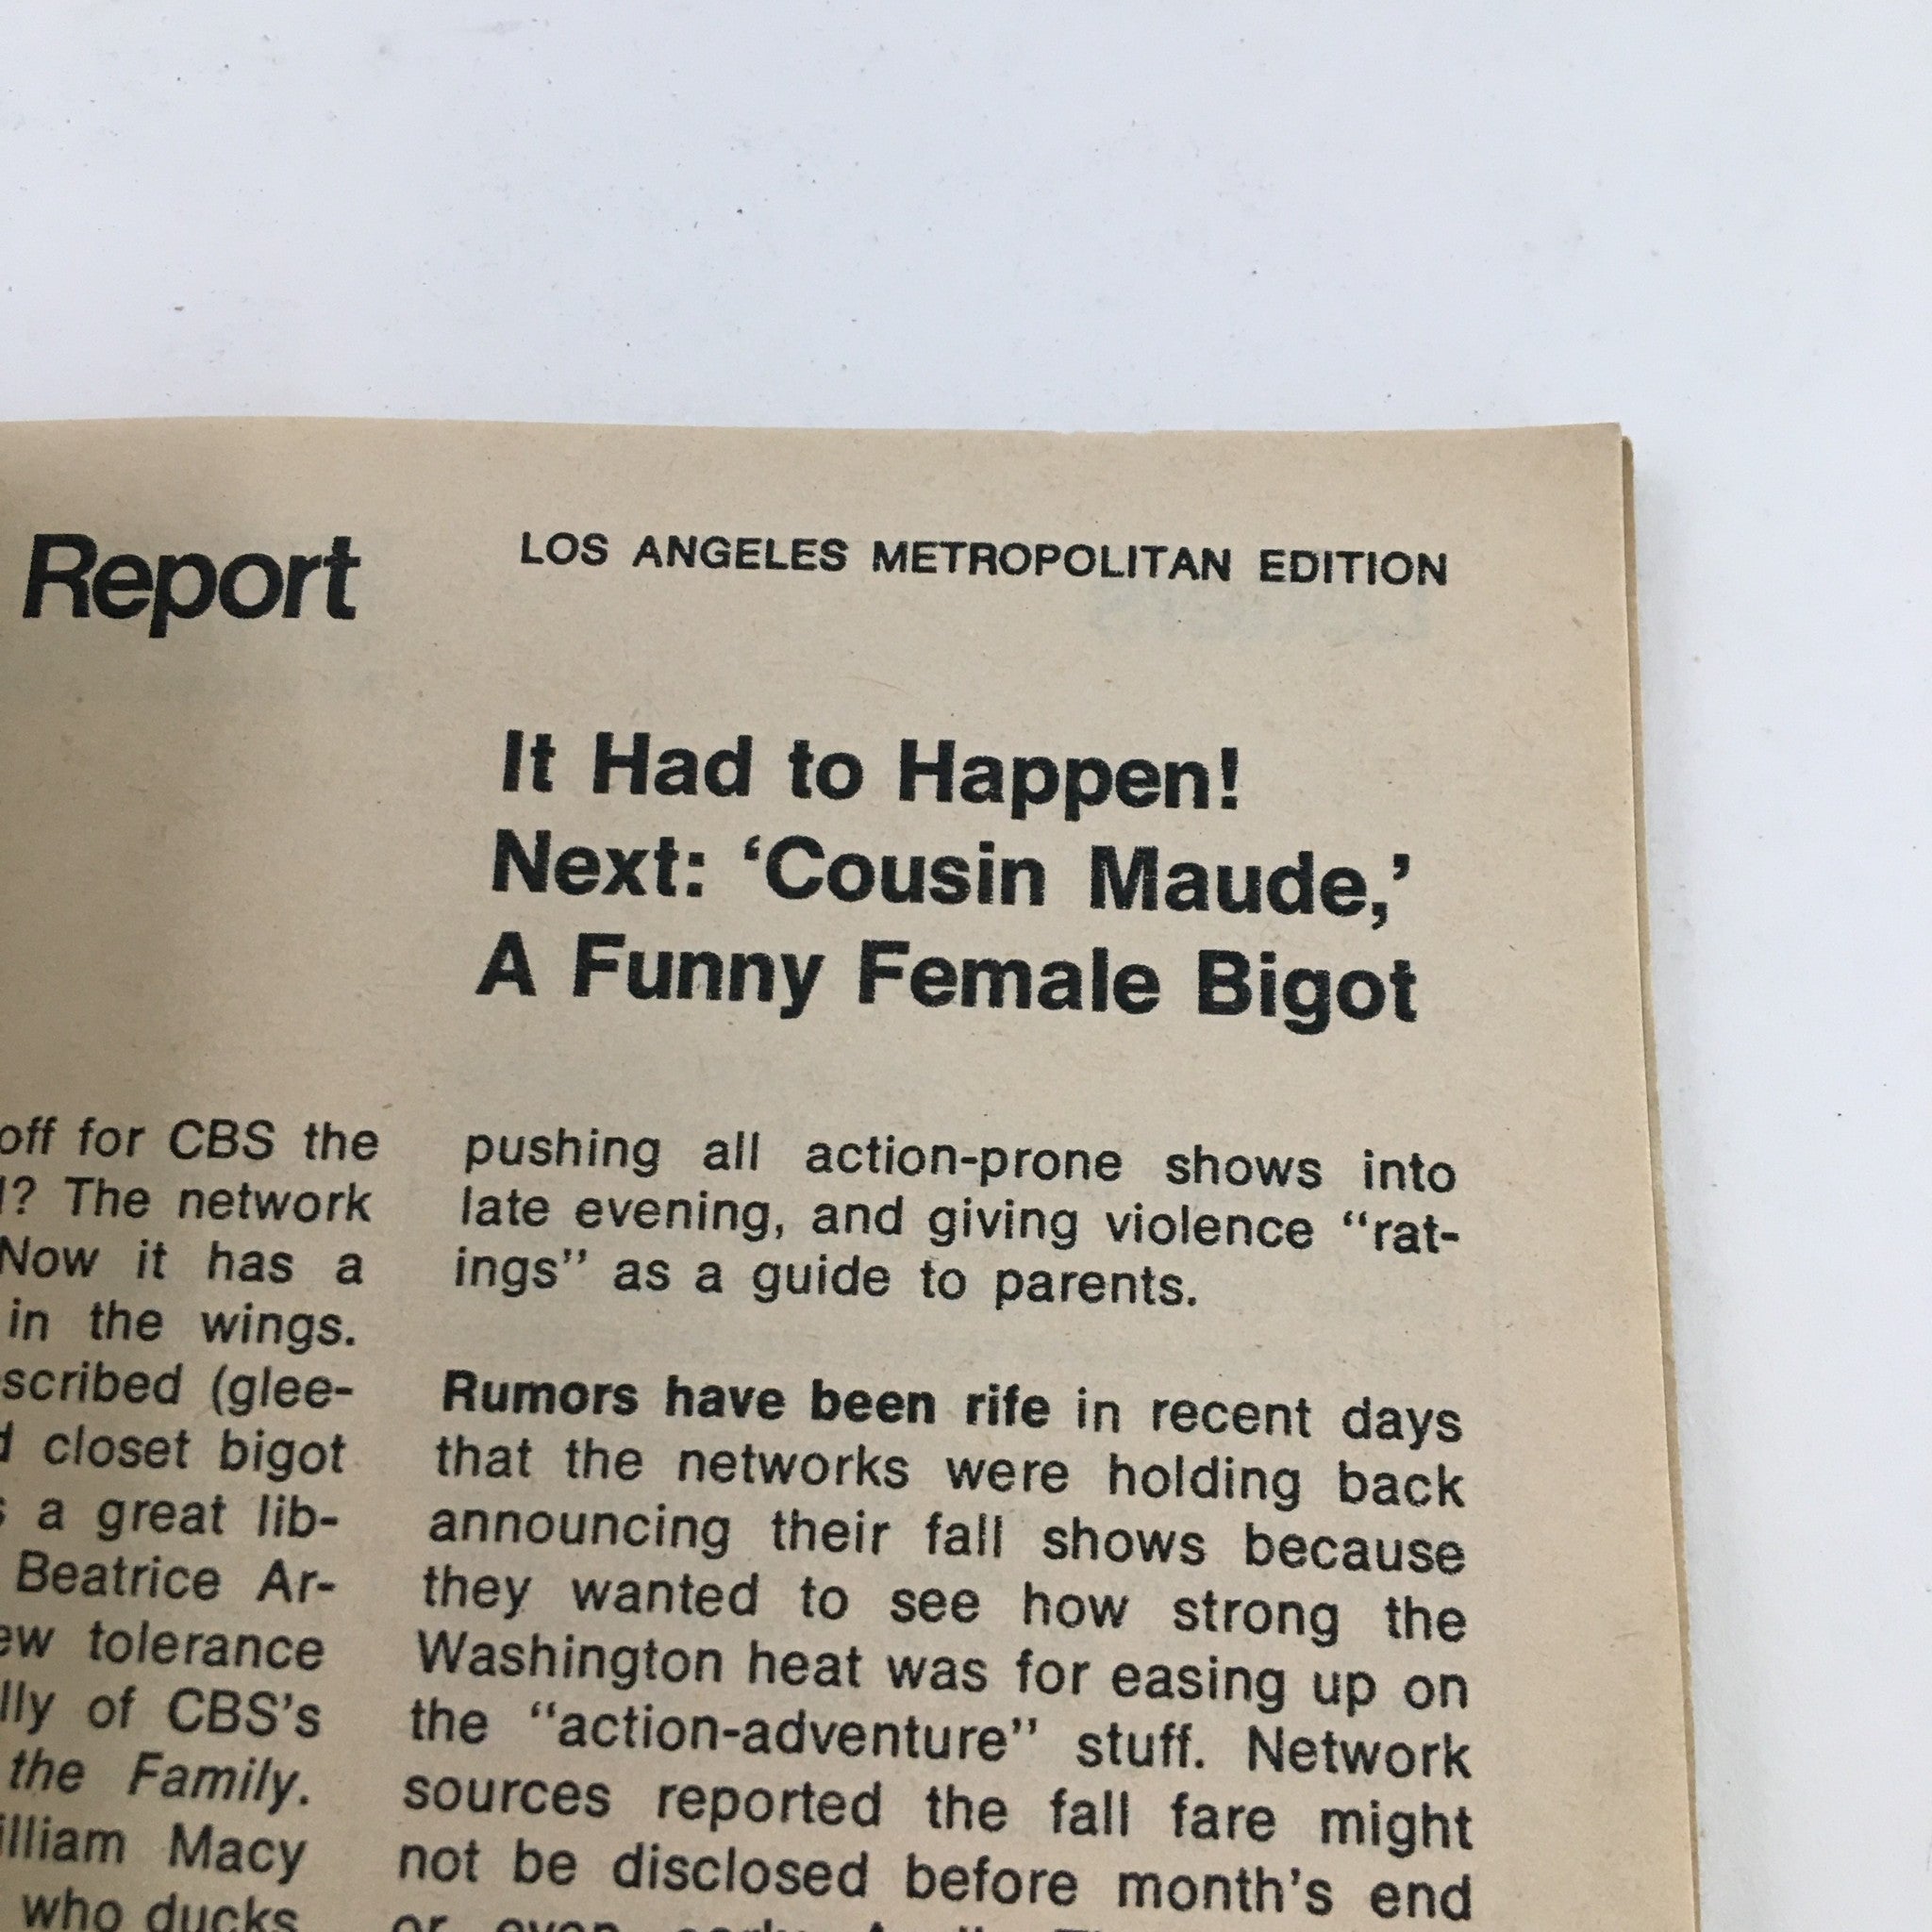 Report
LOS ANGELES METROPOLITAN EDITION
It Had to Happen!
Next: ‘Cousin Maude,’
A Funny Female Bigot
off for CBS the
? The network
Now it has a
in the wings.
scribed (glee-
closet bigot
a great lib-
Beatrice Ar-
tolerance
lly of CBS’s
the Family.
illiam Macy
who ducks
pushing all action-prone shows into
late evening, and giving violence “rat-
ings” as a guide to parents.
Rumors have been rife in recent days
that the networks were holding back
announcing their fall shows because
they wanted to see how strong the
Washington heat was for easing up on
the “action-adventure” stuff. Network
sources reported the fall fare might
not be disclosed before month’s end
or even early